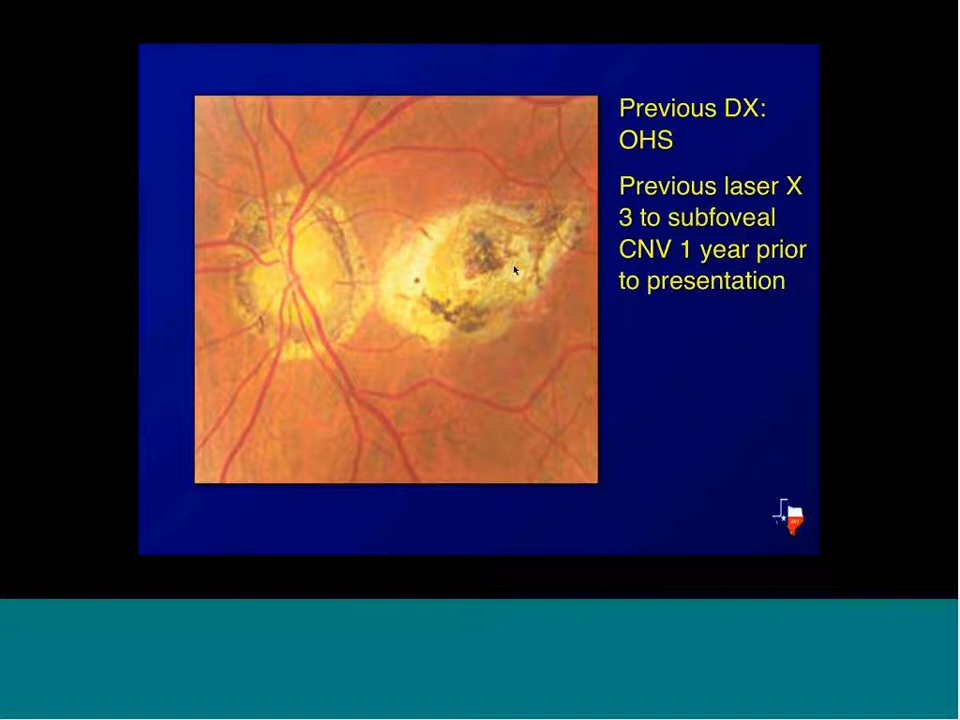 Previous DX:
OHS
Previous laser X
3 to subfoveal
CNV 1 year prior
to presentation